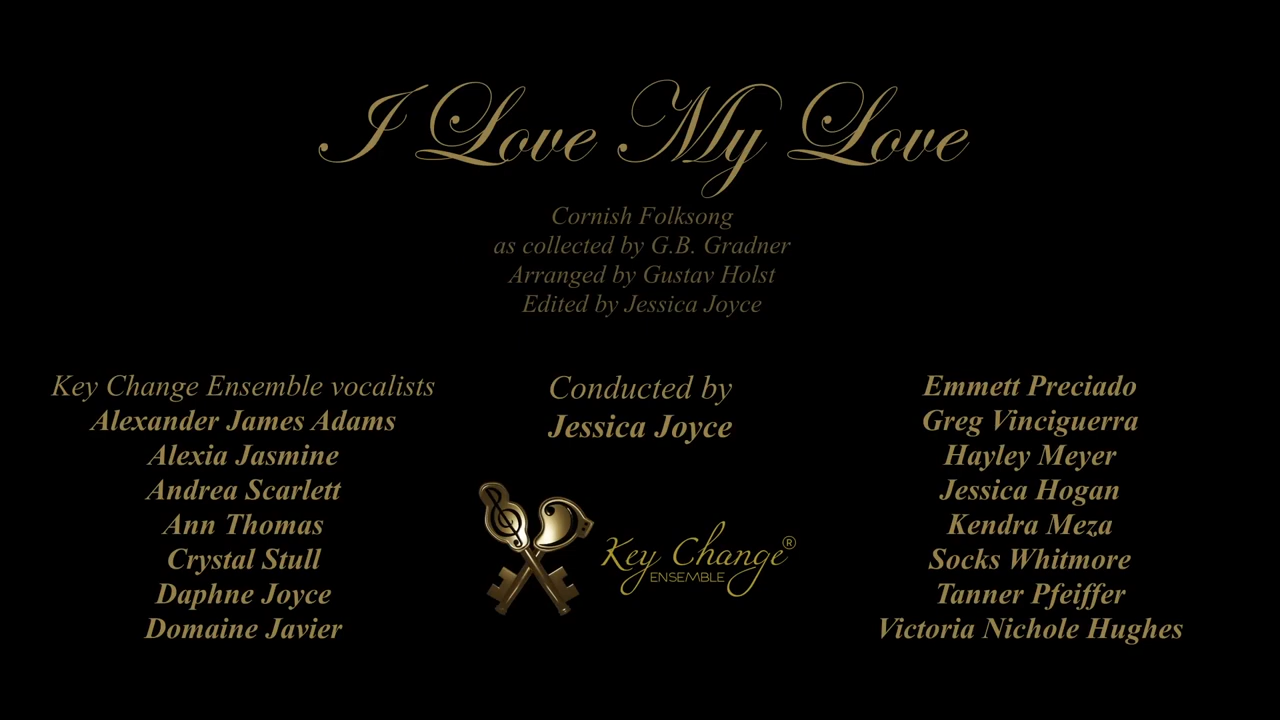 I Love My Love
Cornish Folksong
as collected by G.B. Gradner
Arranged by Gustav Holst
Edited by Jessica Joyce
Key Change Ensemble vocalists
Alexander James Adams
Alexia Jasmine
Andrea Scarlett
Ann Thomas
Crystal Stull
Daphne Joyce
Domaine Javier
Conducted by
Jessica Joyce
Key Change®
ENSEMBLE
Emmett Preciado
Greg Vinciguerra
Hayley Meyer
Jessica Hogan
Kendra Meza
Socks Whitmore
Tanner Pfeiffer
Victoria Nichole Hughes